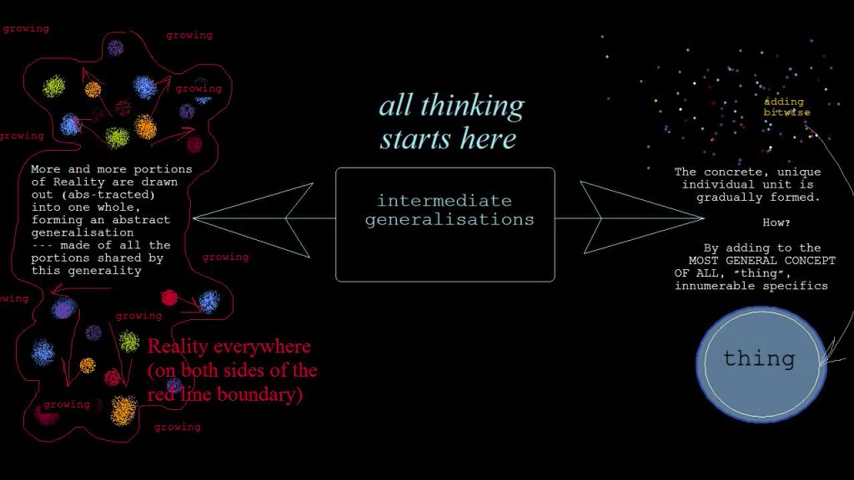 growing
growing
growing
growing
More and more portions
of Reality are drawn
out (abs-tracted)
into one whole,
forming an abstract
generalisation
--- made of all the
portions shared by
this generality
growing
owing
growing
Reality everywhere
(on both sides of the
red line boundary)
growing
growing
all thinking
starts here
intermediate
generalisations
adding
bitwise
The concrete, unique
individual unit is
gradually formed.
How?
By adding to the
MOST GENERAL CONCEPT
OF ALL, "thing",
innumerable specifics
thing